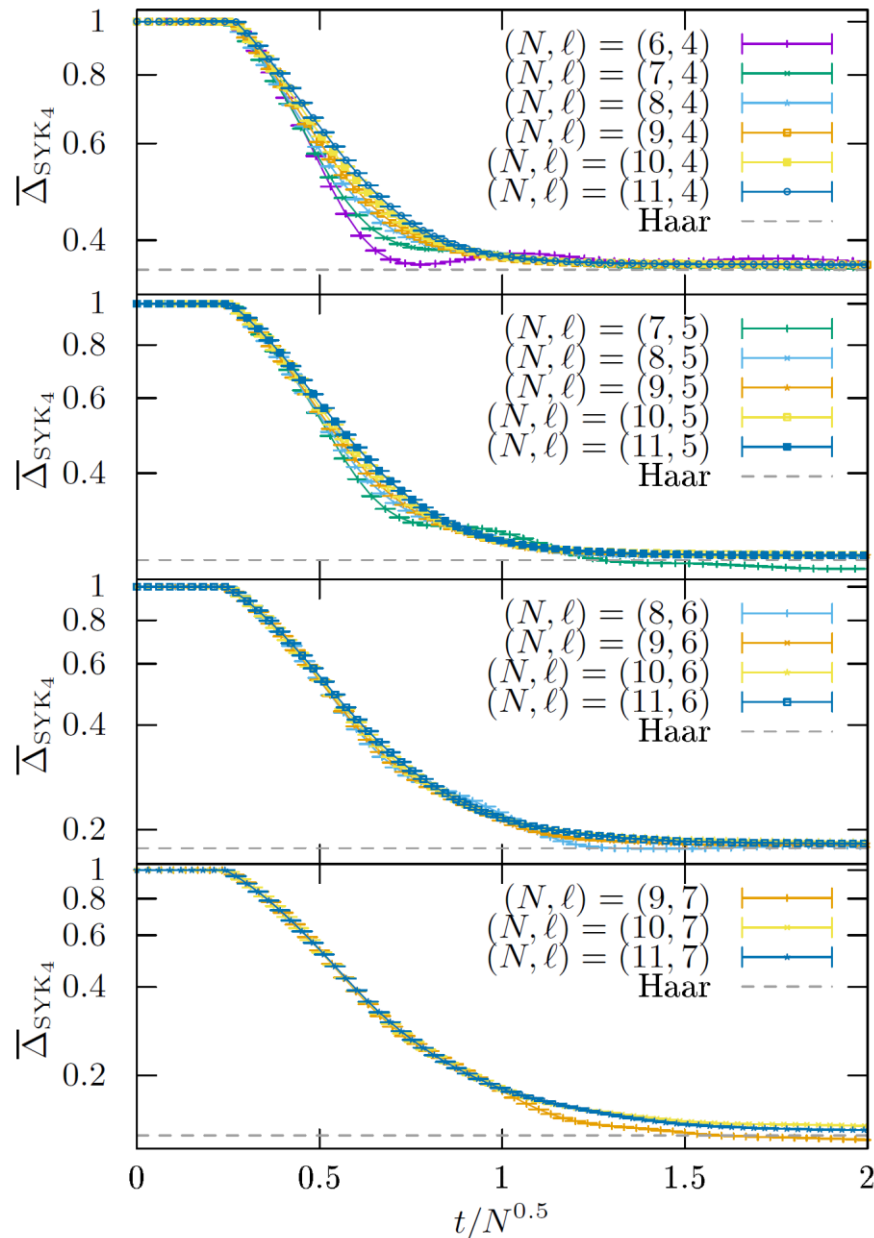 1
(N, ℓ) = (6, 4)
(N, ℓ) = (7, 4)
0.8
(N, ℓ) = (8, 4)
(N, ℓ) = (9, 4)
0.6
(N, ℓ) = (10, 4)
(N, ℓ) = (11, 4)
Haar
0.4
Δ̅_SYK₄
1
(N, ℓ) = (7, 5)
0.8
(N, ℓ) = (8, 5)
(N, ℓ) = (9, 5)
0.6
(N, ℓ) = (10, 5)
(N, ℓ) = (11, 5)
Haar
0.4
Δ̅_SYK₄
1
(N, ℓ) = (8, 6)
0.8
(N, ℓ) = (9, 6)
0.6
(N, ℓ) = (10, 6)
(N, ℓ) = (11, 6)
Haar
0.4
0.2
Δ̅_SYK₄
1
(N, ℓ) = (9, 7)
0.8
(N, ℓ) = (10, 7)
0.6
(N, ℓ) = (11, 7)
Haar
0.4
0.2
Δ̅_SYK₄
0 0.5 1 1.5 2
t/N^0.5